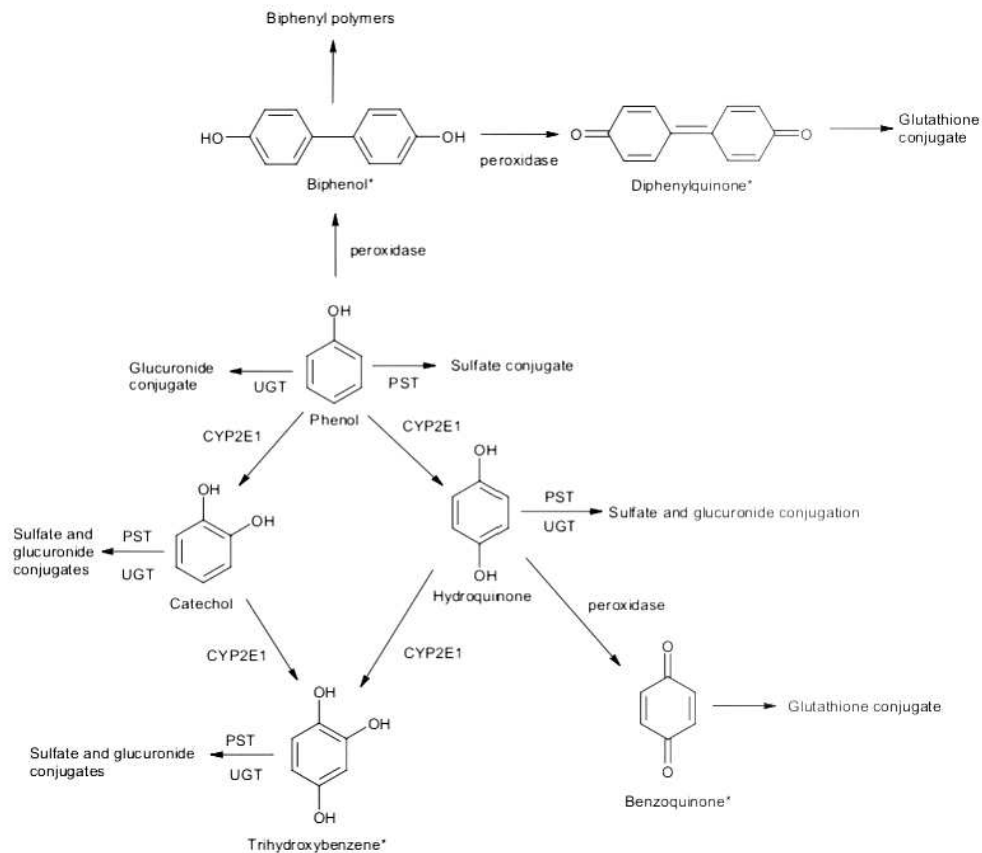 Biphenyl polymers
HO
OH
peroxidase
O
O
Glutathione
conjugate
Biphenol*
Diphenylquinone*
peroxidase
OH
Glucuronide
conjugate
UGT
PST
Sulfate conjugate
Phenol
CYP2E1
CYP2E1
OH
OH
OH
PST
UGT
Sulfate and glucuronide conjugation
Sulfate and
glucuronide
conjugates
PST
UGT
OH
Catechol
Hydroquinone
peroxidase
CYP2E1
CYP2E1
O
OH
OH
Glutathione conjugate
Sulfate and glucuronide
conjugates
PST
UGT
O
OH
Benzoquinone*
Trihydroxybenzene*